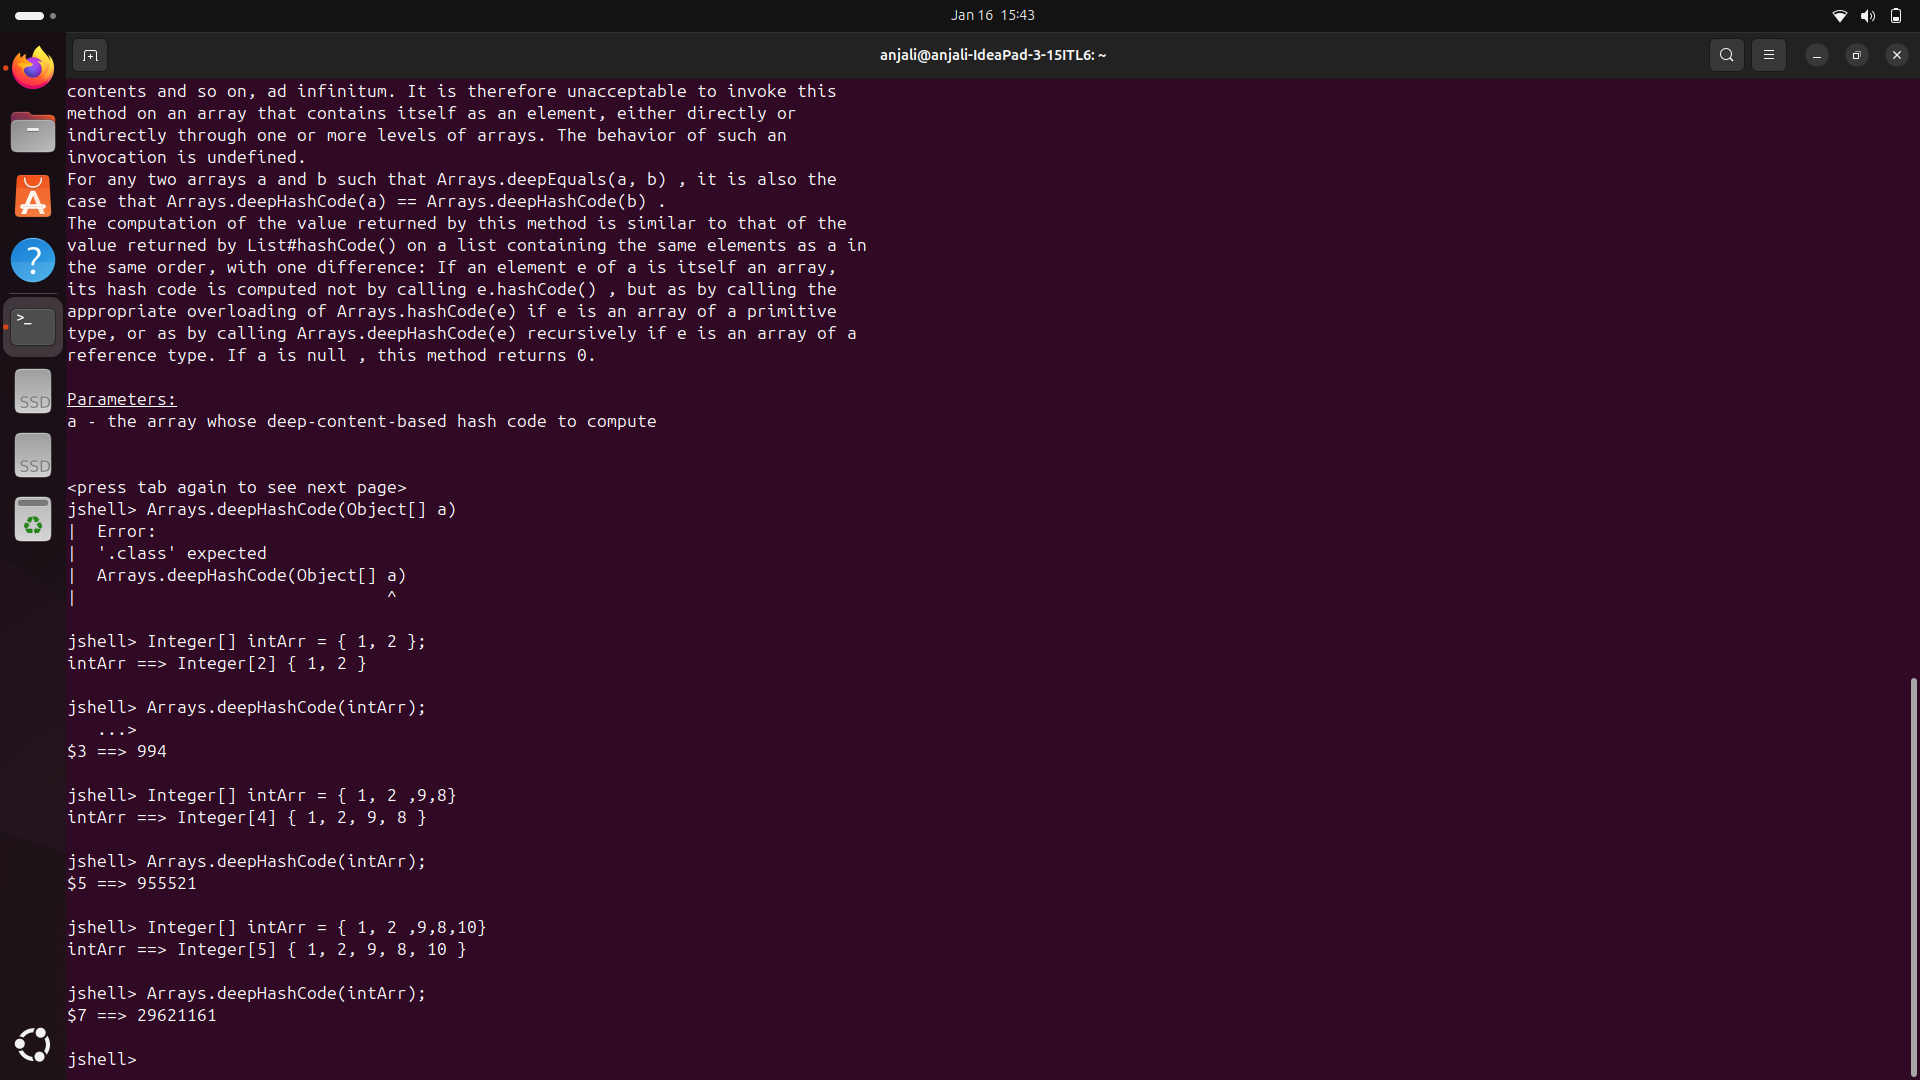 Jan 16 15:43
anjali@anjali-IdeaPad-3-15ITL6: ~
contents and so on, ad infinitum. It is therefore unacceptable to invoke this
method on an array that contains itself as an element, either directly or
indirectly through one or more levels of arrays. The behavior of such an
invocation is undefined.
For any two arrays a and b such that Arrays.deepEquals(a, b) , it is also the
case that Arrays.deepHashCode(a) == Arrays.deepHashCode(b) .
The computation of the value returned by this method is similar to that of the
value returned by List#hashCode() on a list containing the same elements as a in
the same order, with one difference: If an element e of a is itself an array,
its hash code is computed not by calling e.hashCode() , but as by calling the
appropriate overloading of Arrays.hashCode(e) if e is an array of a primitive
type, or as by calling Arrays.deepHashCode(e) recursively if e is an array of a
reference type. If a is null , this method returns 0.
Parameters:
a - the array whose deep-content-based hash code to compute
<press tab again to see next page>
jshell> Arrays.deepHashCode(Object[] a)
|  Error:
|  '.class' expected
|  Arrays.deepHashCode(Object[] a)
|                               ^
jshell> Integer[] intArr = { 1, 2 };
intArr ==> Integer[2] { 1, 2 }
jshell> Arrays.deepHashCode(intArr);
   ...>
$3 ==> 994
jshell> Integer[] intArr = { 1, 2 ,9,8}
intArr ==> Integer[4] { 1, 2, 9, 8 }
jshell> Arrays.deepHashCode(intArr);
$5 ==> 955521
jshell> Integer[] intArr = { 1, 2 ,9,8,10}
intArr ==> Integer[5] { 1, 2, 9, 8, 10 }
jshell> Arrays.deepHashCode(intArr);
$7 ==> 29621161
jshell>
>_
SSD
SSD